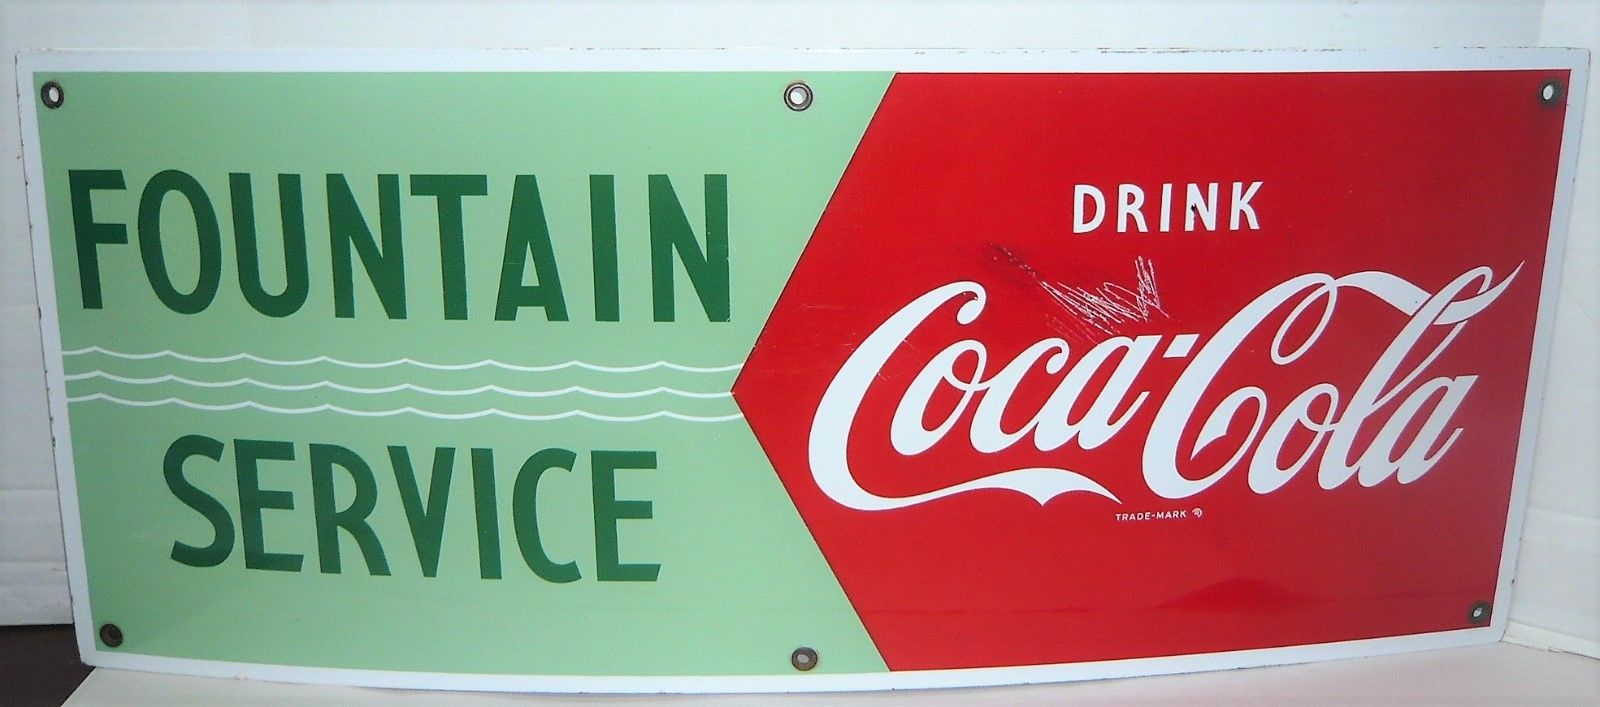 FOUNTAIN
SERVICE
DRINK
Coca-Cola
TRADE-MARK ®